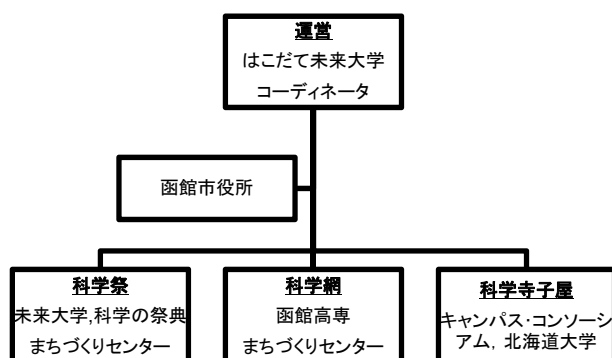 運営
はこだて未来大学
コーディネータ
函館市役所
科学祭
未来大学,科学の祭典
まちづくりセンター
科学網
函館高専
まちづくりセンター
科学寺子屋
キャンパス・コンソーシ
アム, 北海道大学